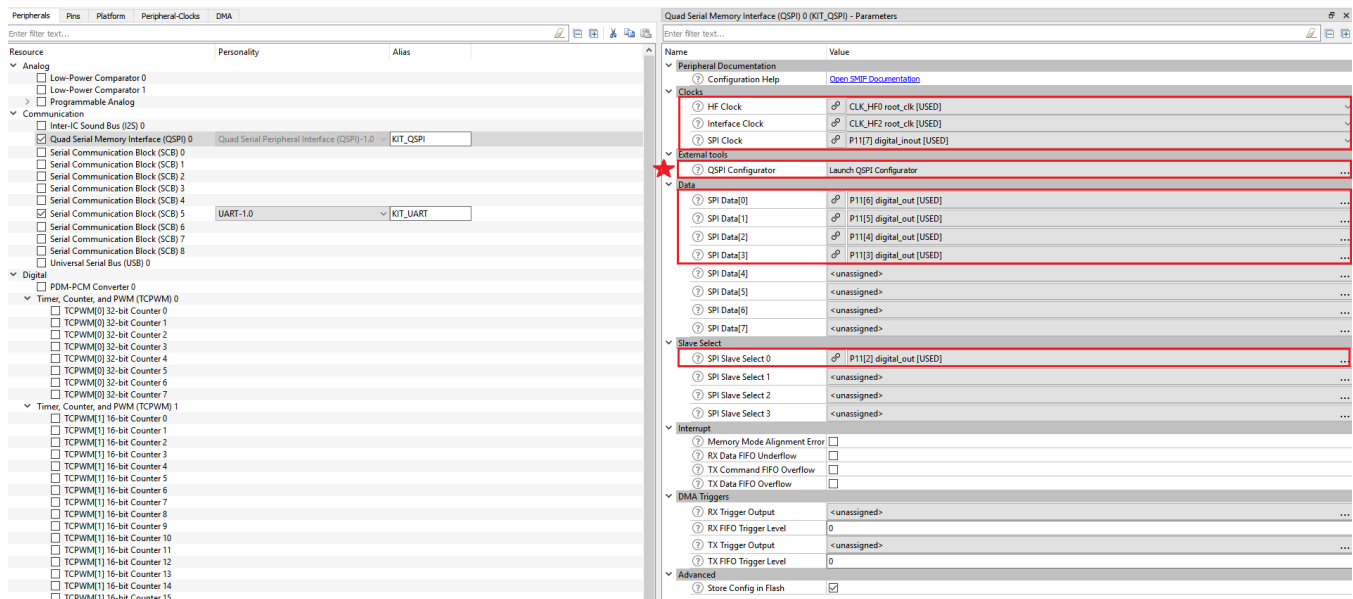 Peripherals Pins Platform Peripheral-Clocks DMA
Enter filter text...
Resource Personality Alias
Analog
Low-Power Comparator 0
Low-Power Comparator 1
Programmable Analog
Communication
Inter-IC Sound Bus (I2S) 0
Quad Serial Memory Interface (QSPI) 0 Quad Serial Peripheral Interface (QSPI)-1.0 KIT_QSPI
Serial Communication Block (SCB) 0
Serial Communication Block (SCB) 1
Serial Communication Block (SCB) 2
Serial Communication Block (SCB) 3
Serial Communication Block (SCB) 4
Serial Communication Block (SCB) 5 UART-1.0 KIT_UART
Serial Communication Block (SCB) 6
Serial Communication Block (SCB) 7
Serial Communication Block (SCB) 8
Universal Serial Bus (USB) 0
Digital
PDM-PCM Converter 0
Timer, Counter, and PWM (TCPWM) 0
TCPWM[0] 32-bit Counter 0
TCPWM[0] 32-bit Counter 1
TCPWM[0] 32-bit Counter 2
TCPWM[0] 32-bit Counter 3
TCPWM[0] 32-bit Counter 4
TCPWM[0] 32-bit Counter 5
TCPWM[0] 32-bit Counter 6
TCPWM[0] 32-bit Counter 7
Timer, Counter, and PWM (TCPWM) 1
TCPWM[1] 16-bit Counter 0
TCPWM[1] 16-bit Counter 1
TCPWM[1] 16-bit Counter 2
TCPWM[1] 16-bit Counter 3
TCPWM[1] 16-bit Counter 4
TCPWM[1] 16-bit Counter 5
TCPWM[1] 16-bit Counter 6
TCPWM[1] 16-bit Counter 7
TCPWM[1] 16-bit Counter 8
TCPWM[1] 16-bit Counter 9
TCPWM[1] 16-bit Counter 10
TCPWM[1] 16-bit Counter 11
TCPWM[1] 16-bit Counter 12
TCPWM[1] 16-bit Counter 13
TCPWM[1] 16-bit Counter 14
TCPWM[1] 16-bit Counter 15
Quad Serial Memory Interface (QSPI) 0 (KIT_QSPI) - Parameters
Enter filter text...
Name Value
Peripheral Documentation
Configuration Help Open SMIF Documentation
Clocks
HF Clock CLK_HF0 root_clk [USED]
Interface Clock CLK_HF2 root_clk [USED]
SPI Clock P11[7] digital_inout [USED]
External tools
QSPI Configurator Launch QSPI Configurator ...
Data
SPI Data[0] P11[6] digital_out [USED] ...
SPI Data[1] P11[5] digital_out [USED] ...
SPI Data[2] P11[4] digital_out [USED] ...
SPI Data[3] P11[3] digital_out [USED] ...
SPI Data[4] <unassigned> ...
SPI Data[5] <unassigned> ...
SPI Data[6] <unassigned> ...
SPI Data[7] <unassigned> ...
Slave Select
SPI Slave Select 0 P11[2] digital_out [USED] ...
SPI Slave Select 1 <unassigned> ...
SPI Slave Select 2 <unassigned> ...
SPI Slave Select 3 <unassigned> ...
Interrupt
Memory Mode Alignment Error
RX Data FIFO Underflow
TX Command FIFO Overflow
TX Data FIFO Overflow
DMA Triggers
RX Trigger Output <unassigned> ...
RX FIFO Trigger Level 0
TX Trigger Output <unassigned> ...
TX FIFO Trigger Level 0
Advanced
Store Config in Flash